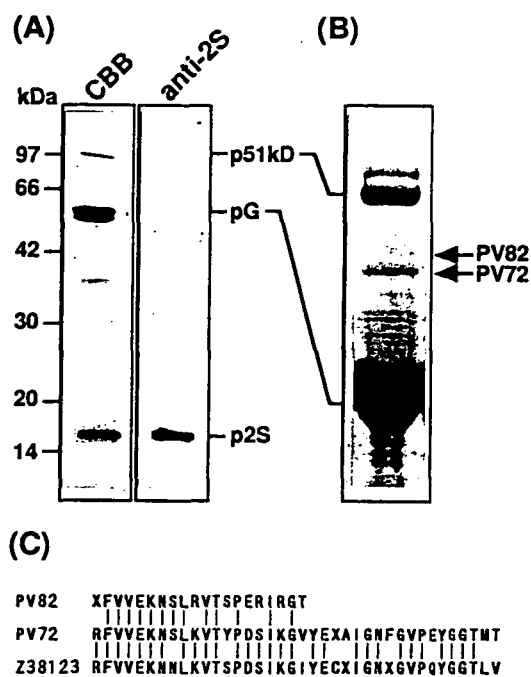 (A)
(B)
kDa
CBB
anti-2S
97
66
42
30
20
14
p51kD
pG
p2S
PV82
PV72
(C)
PV82 XFVVEKNSLRVTSPERIRGT
PV72 RFVVEKNSLKVTYPDSIKGVYEXAIGNFGVPEYGGTMT
Z38123 RFVVEKNNLKVTSPDSIKGIYECXIGNXGVPQYGGTLV